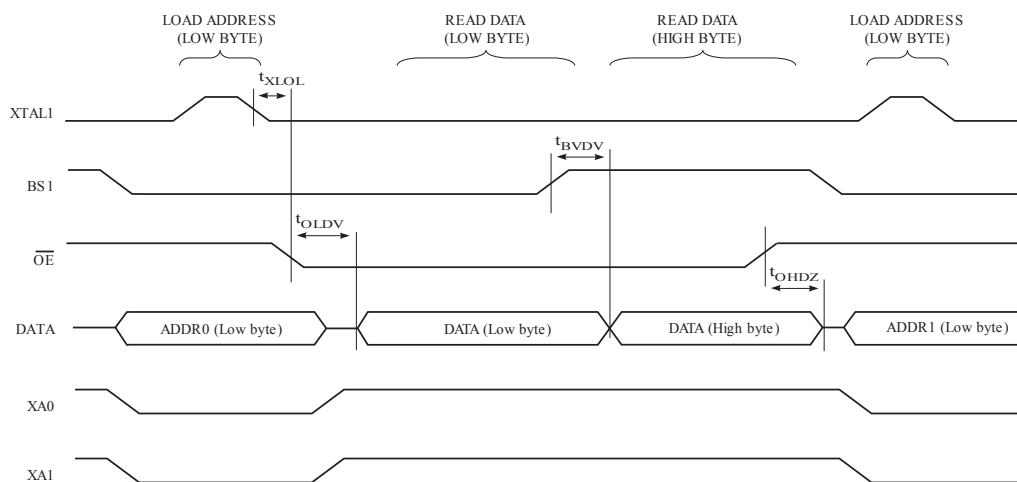 LOAD ADDRESS
(LOW BYTE)
READ DATA
(LOW BYTE)
READ DATA
(HIGH BYTE)
LOAD ADDRESS
(LOW BYTE)
tXLOL
XTAL1
tBVDV
BS1
tOLDV
OE
tOHDZ
DATA
ADDR0 (Low byte)
DATA (Low byte)
DATA (High byte)
ADDR1 (Low byte)
XA0
XA1